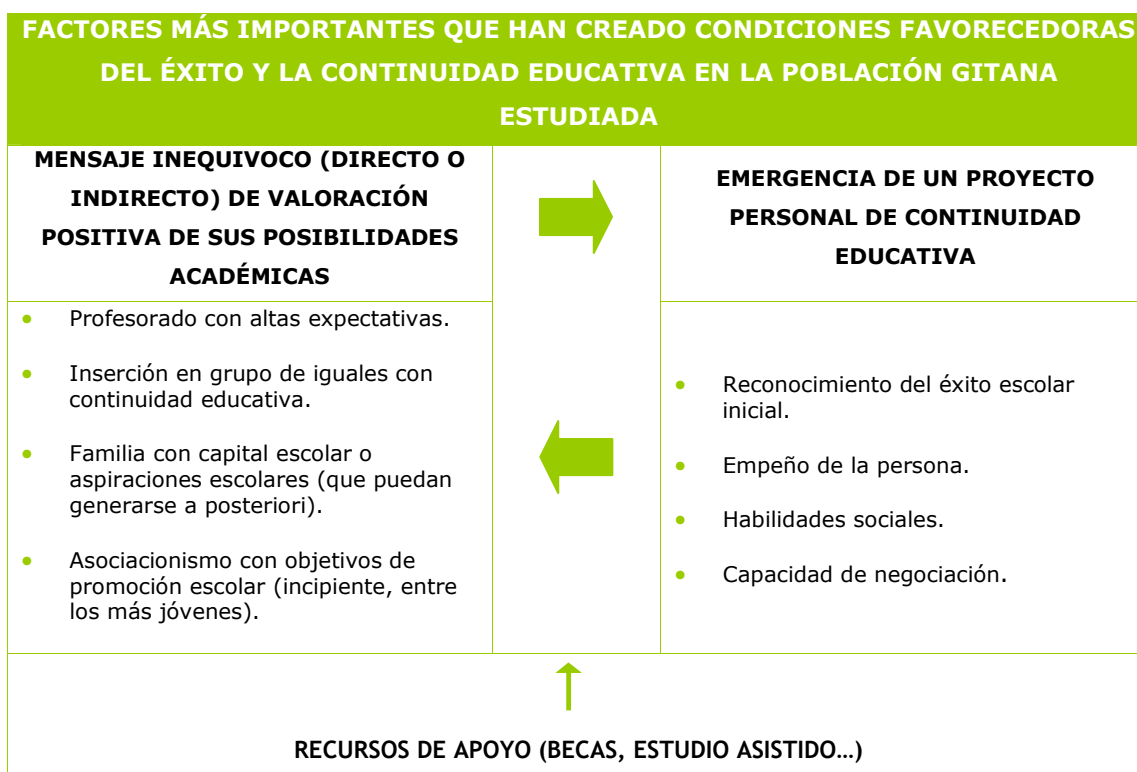 FACTORES MÁS IMPORTANTES QUE HAN CREADO CONDICIONES FAVORECEDORAS
DEL ÉXITO Y LA CONTINUIDAD EDUCATIVA EN LA POBLACIÓN GITANA
ESTUDIADA
MENSAJE INEQUIVOCO (DIRECTO O
INDIRECTO) DE VALORACIÓN
POSITIVA DE SUS POSIBILIDADES
ACADÉMICAS
EMERGENCIA DE UN PROYECTO
PERSONAL DE CONTINUIDAD
EDUCATIVA
• Profesorado con altas expectativas.
• Inserción en grupo de iguales con
continuidad educativa.
• Familia con capital escolar o
aspiraciones escolares (que puedan
generarse a posteriori).
• Asociacionismo con objetivos de
promoción escolar (incipiente, entre
los más jóvenes).
• Reconocimiento del éxito escolar
inicial.
• Empeño de la persona.
• Habilidades sociales.
• Capacidad de negociación.
RECURSOS DE APOYO (BECAS, ESTUDIO ASISTIDO…)